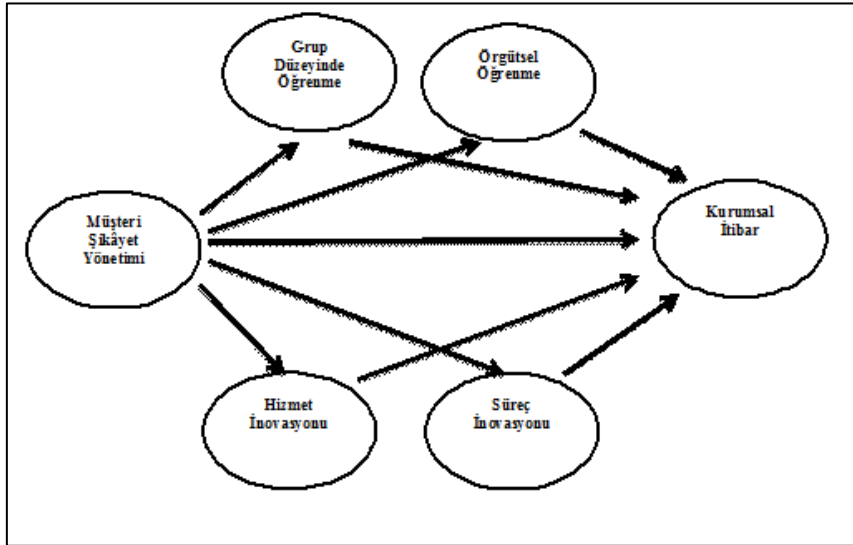 Grup
Düzeyinde
Öğrenme
Örgütsel
Öğrenme
Müşteri
Şikâyet
Yönetimi
Kurumsal
İtibar
Hizmet
İnovasyonu
Süreç
İnovasyonu